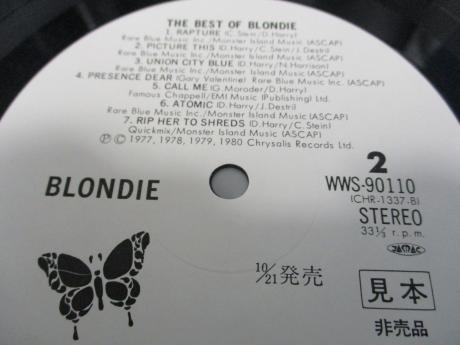 THE BEST OF BLONDIE
1. RAPTURE (C. Stein/D. Harry)
Rare Blue Music Inc./Monster Island Music (ASCAP)
2. PICTURE THIS (D. Harry/C. Stein/J. Destri)
Rare Blue Music Inc./Monster Island Music (ASCAP)
3. UNION CITY BLUE (D. Harry/N. Harrison)
Rare Blue Music Inc./Monster Island Music (ASCAP)
4. PRESENCE DEAR (Gary Valentine) Rare Blue Music Inc. (ASCAP)
5. CALL ME (G. Moroder/D. Harry)
Famous Chappell/EMI Music (Publishing) Ltd.
6. ATOMIC (D. Harry/J. Destri)
Rare Blue Music Inc./Monster Island Music (ASCAP)
7. RIP HER TO SHREDS (D. Harry/C. Stein)
Quickmix/Monster Island Music (ASCAP)
Ⓟ © 1977, 1978, 1979, 1980 Chrysalis Records Ltd.
2
BLONDIE
WWS-90110
(CHR-1337-B)
STEREO
33⅓ r.p.m.
JASRAC
10/21発売
見本
非売品